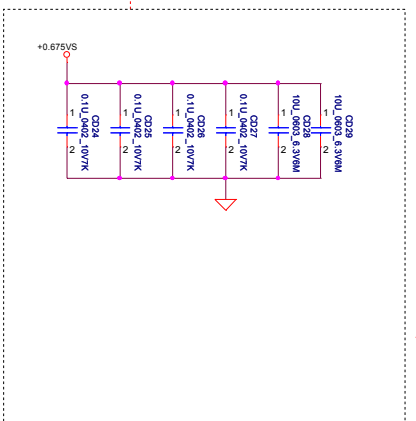 +0.675VS
1
2
CD24
0.1U_0402_10V7K
1
2
CD25
0.1U_0402_10V7K
1
2
CD26
0.1U_0402_10V7K
1
2
CD27
0.1U_0402_10V7K
1
2
CD28
10U_0603_6.3V6M
1
2
CD29
10U_0603_6.3V6M